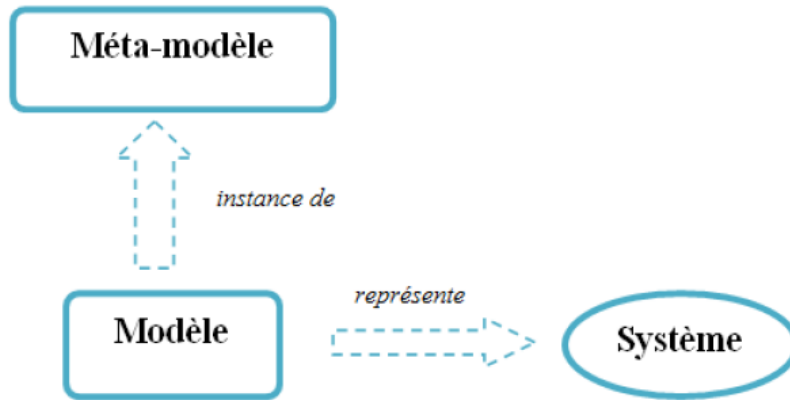 Méta-modèle
instance de
représente
Modèle
Système